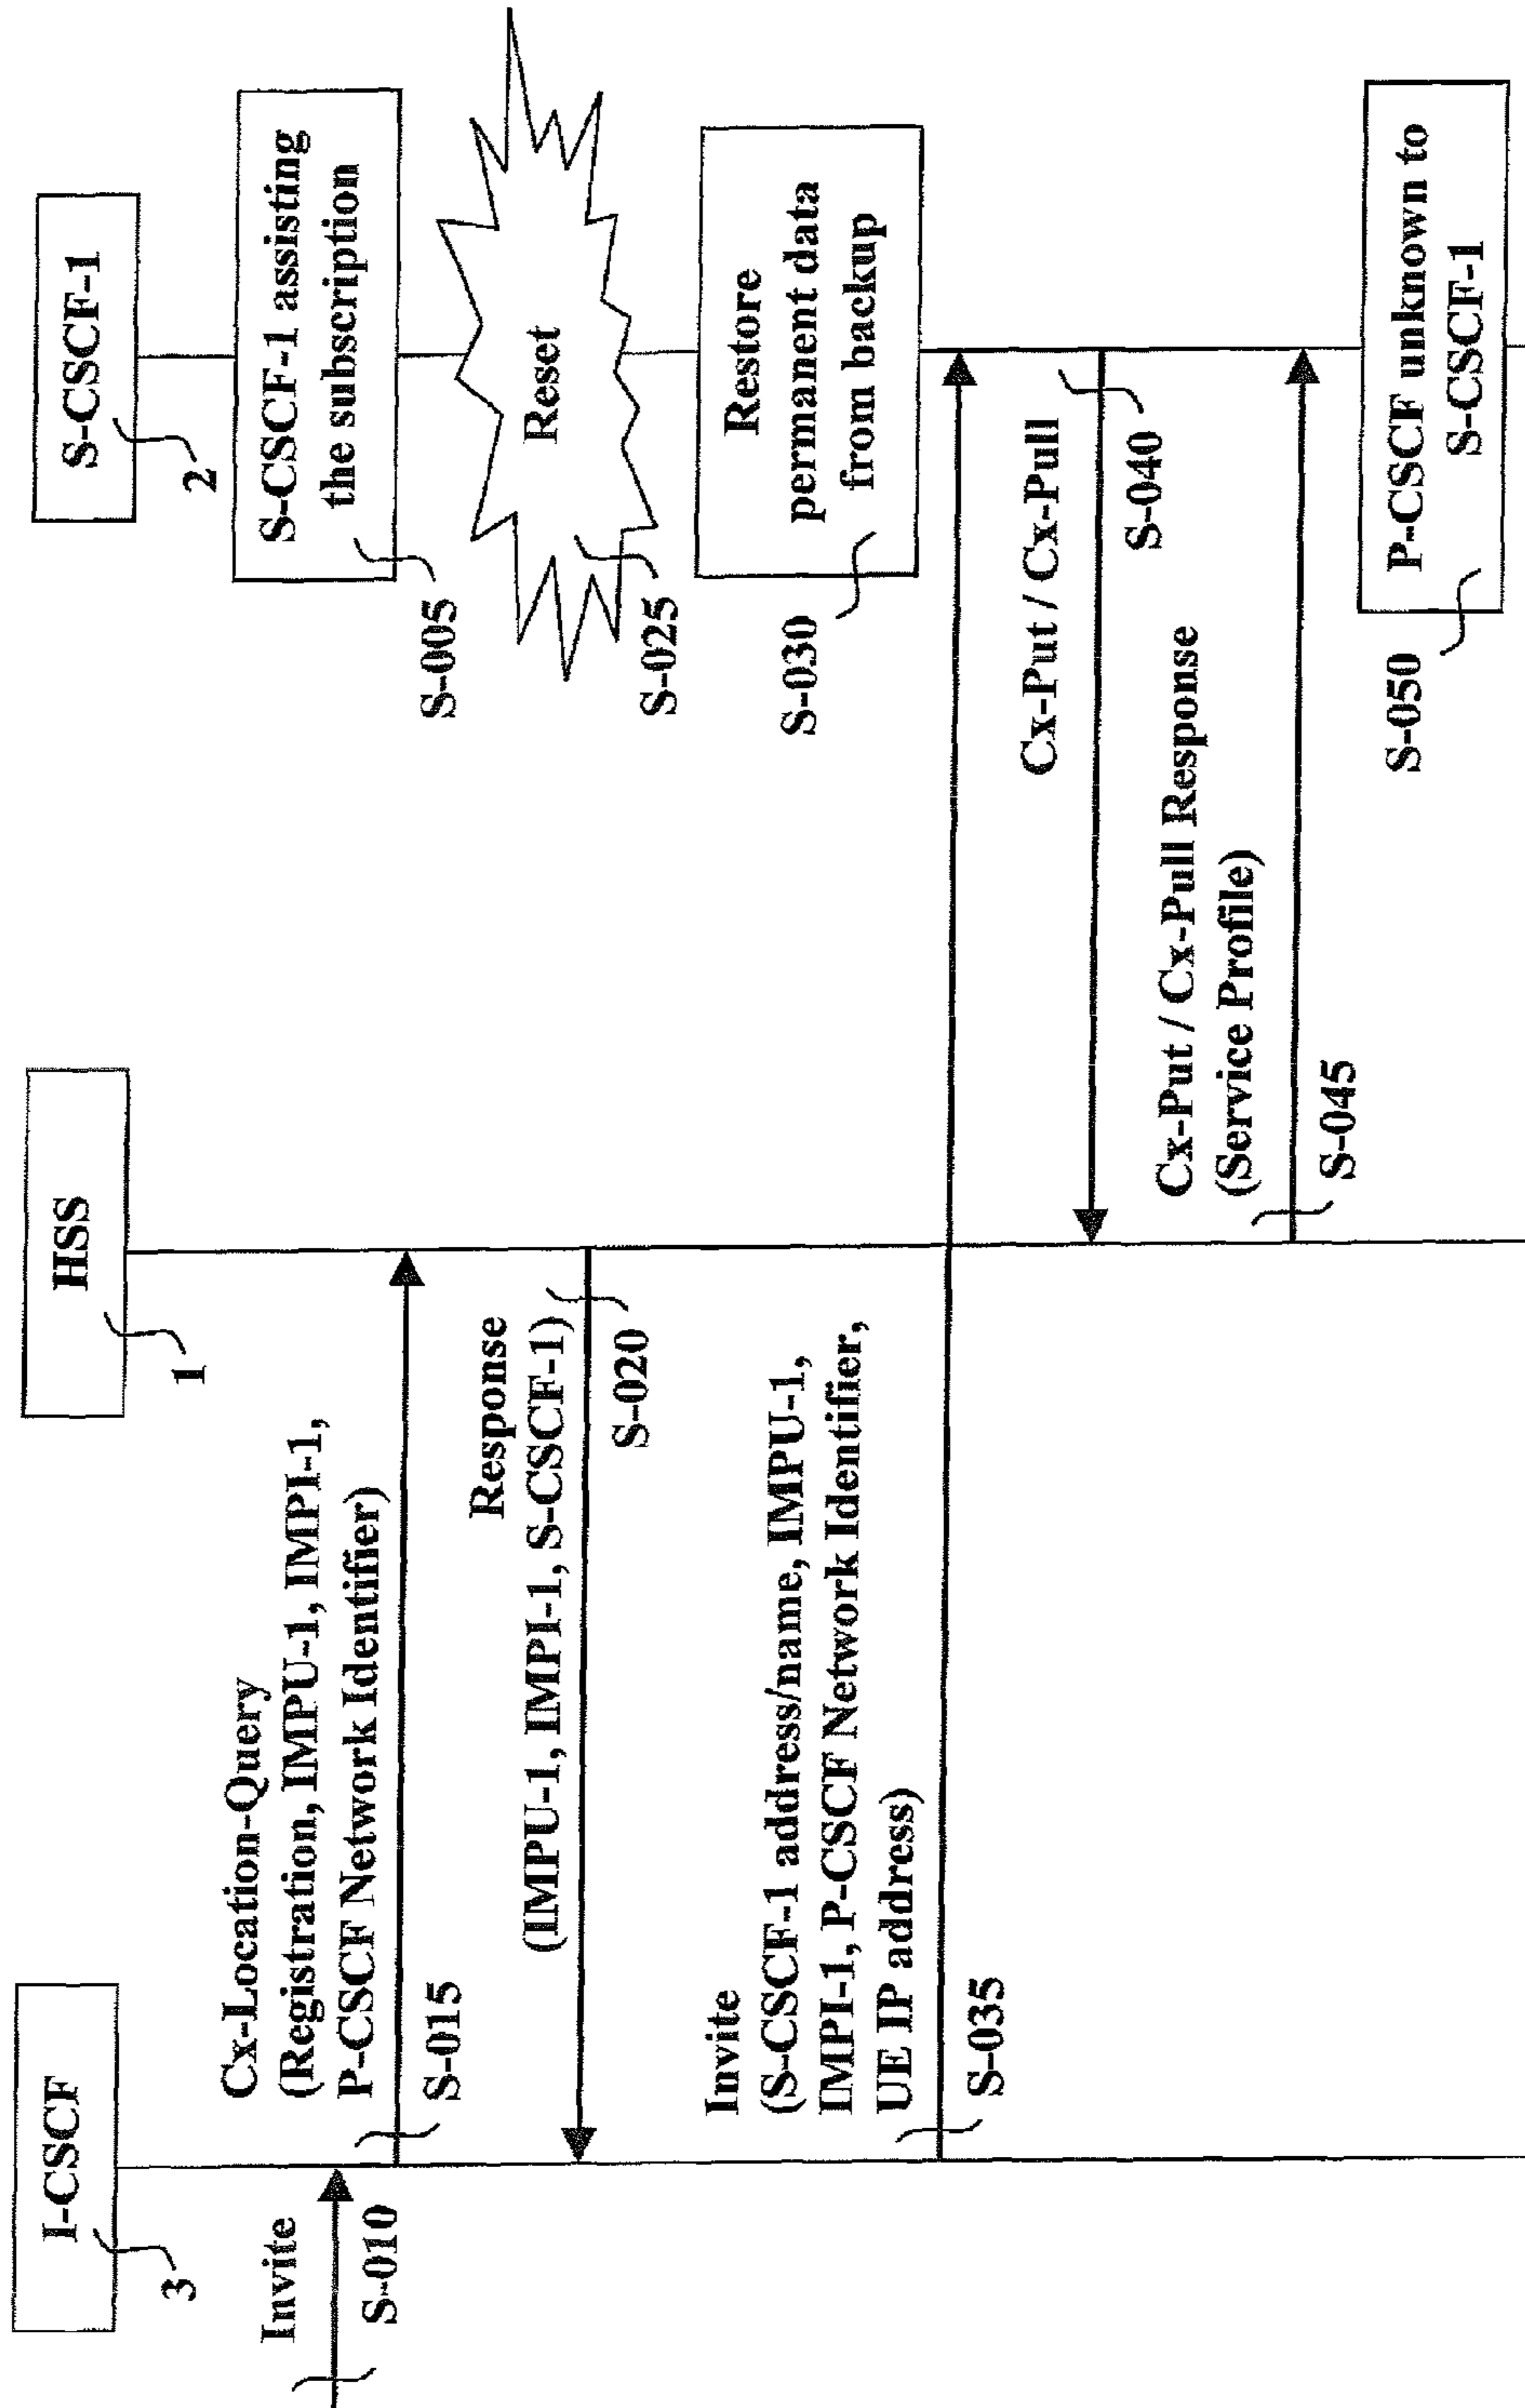 I-CSCF
3
HSS
1
S-CSCF-1
2
S-CSCF-1 assisting
the subscription
S-005
Invite
S-010
Cx-Location-Query
(Registration, IMPU-1, IMPI-1,
P-CSCF Network Identifier)
S-015
Response
(IMPU-1, IMPI-1, S-CSCF-1)
S-020
Reset
S-025
Restore
permanent data
from backup
S-030
Invite
(S-CSCF-1 address/name, IMPU-1,
IMPI-1, P-CSCF Network Identifier,
UE IP address)
S-035
Cx-Put / Cx-Pull
S-040
Cx-Put / Cx-Pull Response
(Service Profile)
S-045
P-CSCF unknown to
S-CSCF-1
S-050